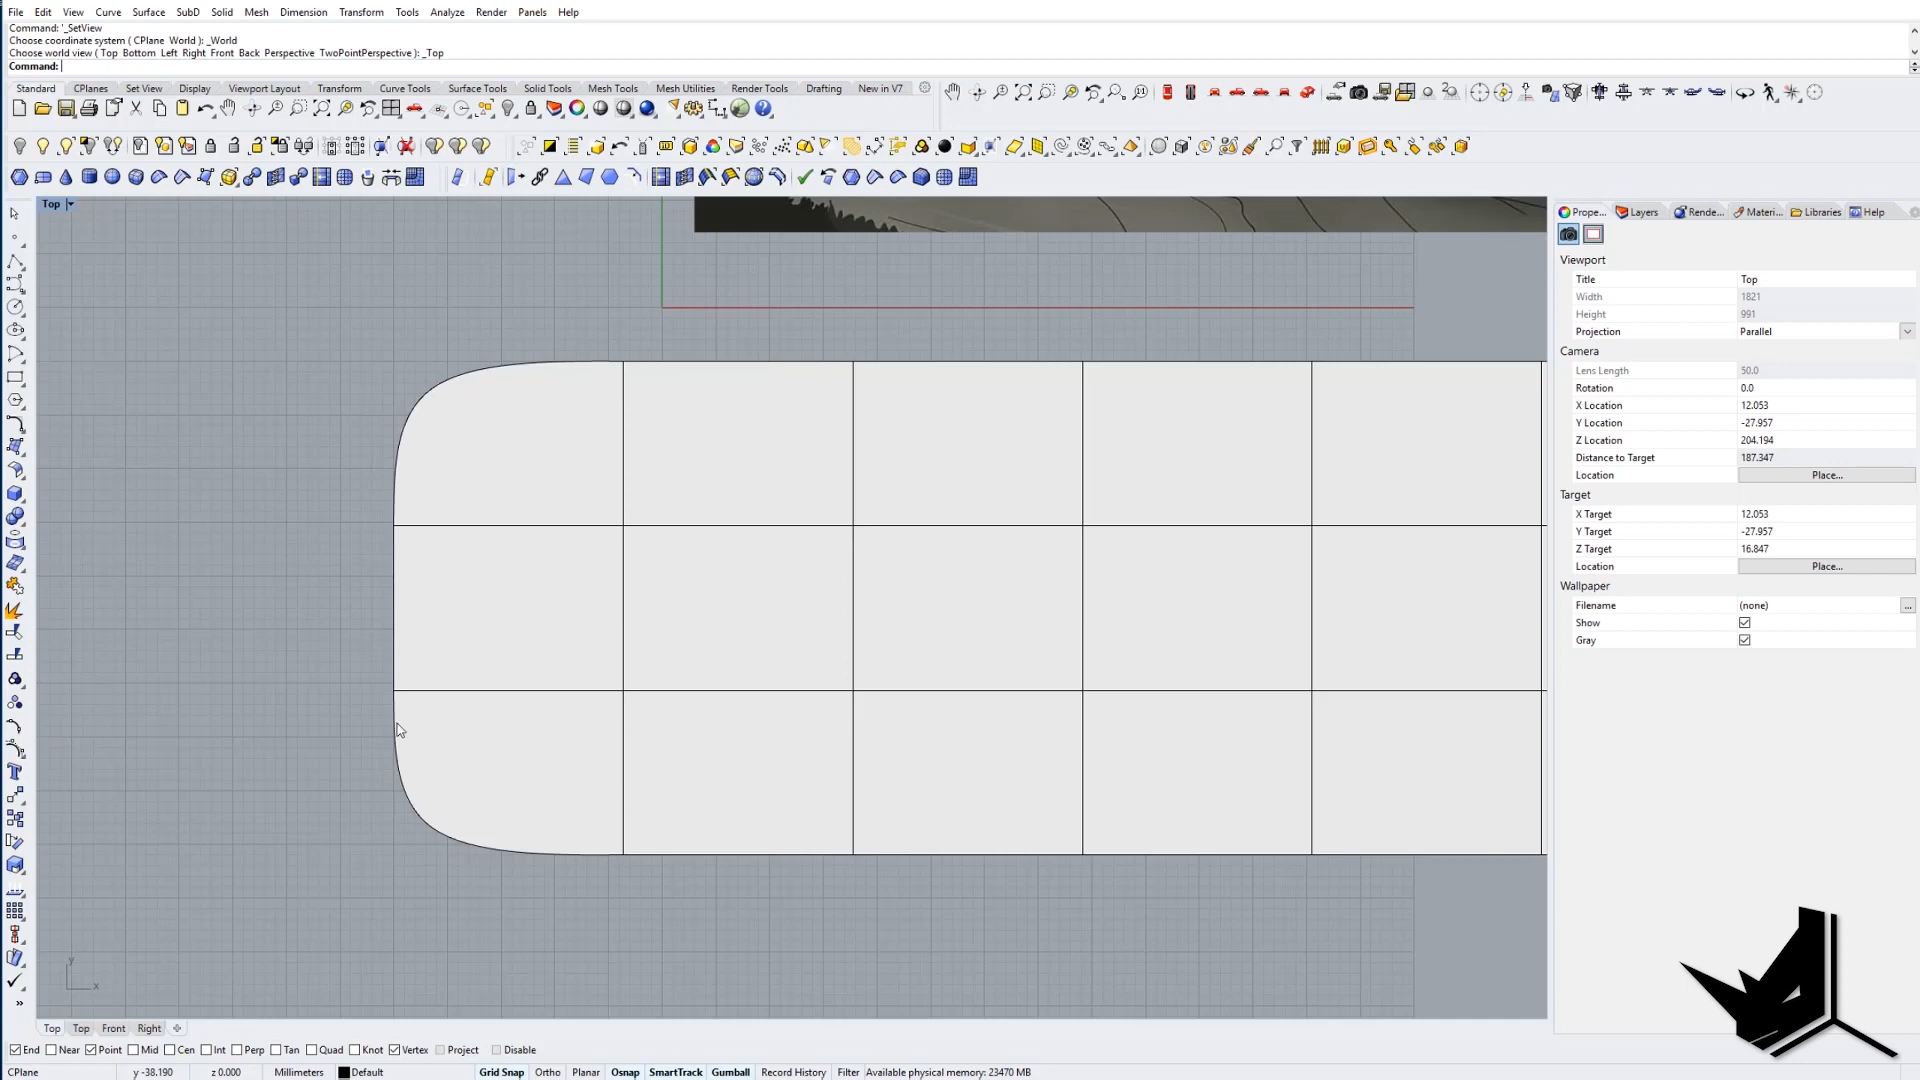 File Edit View Curve Surface SubD Solid Mesh Dimension Transform Tools Analyze Render Panels Help
Command: '_SetView
Choose coordinate system ( CPlane World ): _World
Choose world view ( Top Bottom Left Right Front Back Perspective TwoPointPerspective ): _Top
Command:
Standard CPlanes Set View Display Viewport Layout Transform Curve Tools Surface Tools Solid Tools Mesh Tools Mesh Utilities Render Tools Drafting New in V7
Top
Prope... Layers Rende... Materi... Libraries Help
Viewport
Title Top
Width 1821
Height 991
Projection Parallel
Camera
Lens Length 50.0
Rotation 0.0
X Location 12.053
Y Location -27.957
Z Location 204.194
Distance to Target 187.347
Location Place...
Target
X Target 12.053
Y Target -27.957
Z Target 16.847
Location Place...
Wallpaper
Filename (none) ...
Show
Gray
y
x
Top Top Front Right
End Near Point Mid Cen Int Perp Tan Quad Knot Vertex Project Disable
CPlane y -38.190 z 0.000 Millimeters Default Grid Snap Ortho Planar Osnap SmartTrack Gumball Record History Filter Available physical memory: 23470 MB